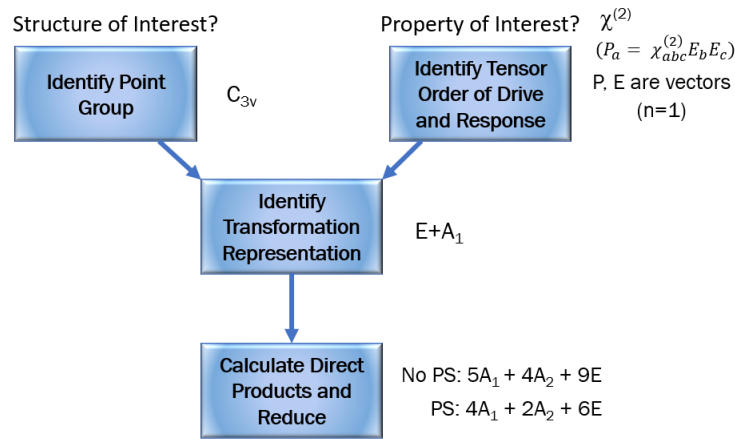 Structure of Interest?
Property of Interest?
χ(2)
(Pₐ = χ(2)abc EbEc)
P, E are vectors
(n=1)
Identify Point
Group
C₃ᵥ
Identify Tensor
Order of Drive
and Response
Identify
Transformation
Representation
E+A₁
Calculate Direct
Products and
Reduce
No PS: 5A₁ + 4A₂ + 9E
PS: 4A₁ + 2A₂ + 6E